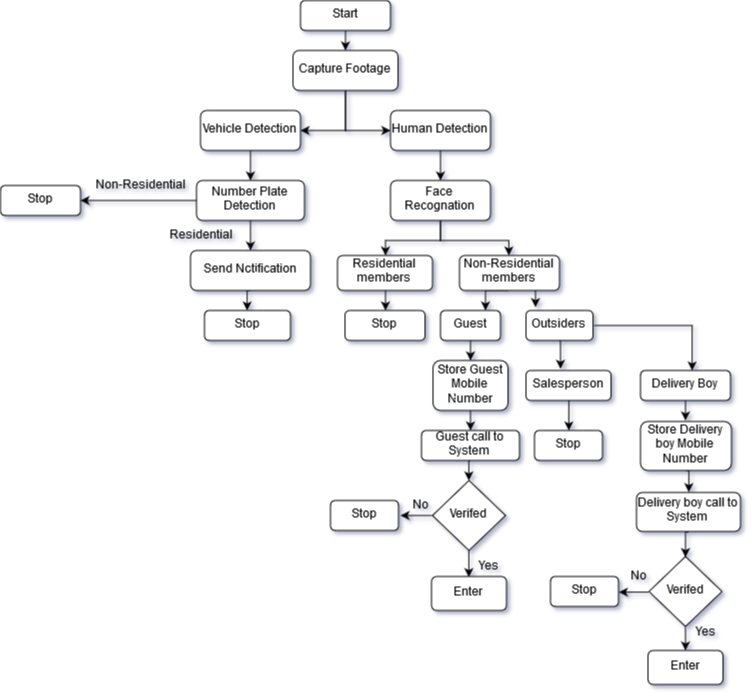 Start
Capture Footage
Vehicle Detection
Human Detection
Non-Residential
Stop
Number Plate
Detection
Face
Recognation
Residential
Send Nctification
Residential
members
Non-Residential
members
Stop
Stop
Guest
Outsiders
Store Guest
Mobile
Number
Salesperson
Delivery Boy
Guest call to
System
Stop
Store Delivery
boy Mobile
Number
Stop
No
Verifed
Delivery boy call to
System
Yes
Enter
Stop
No
Verifed
Yes
Enter